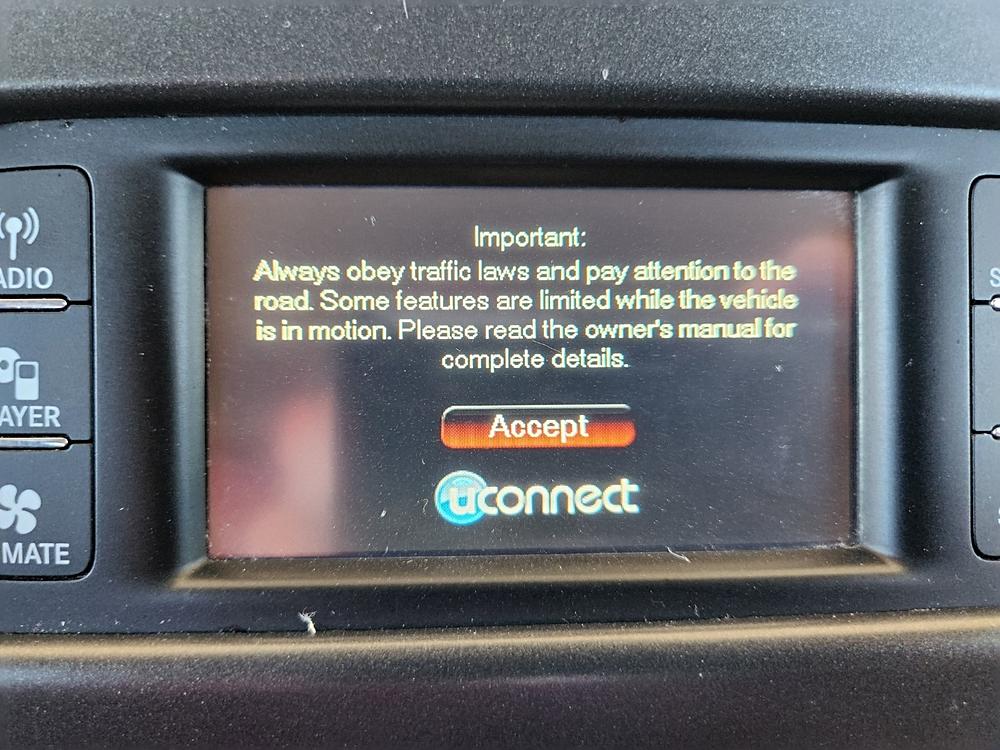 Important:
Always obey traffic laws and pay attention to the
road. Some features are limited while the vehicle
is in motion. Please read the owner's manual for
complete details.
Accept
uconnect
ADIO
AYER
MATE
S